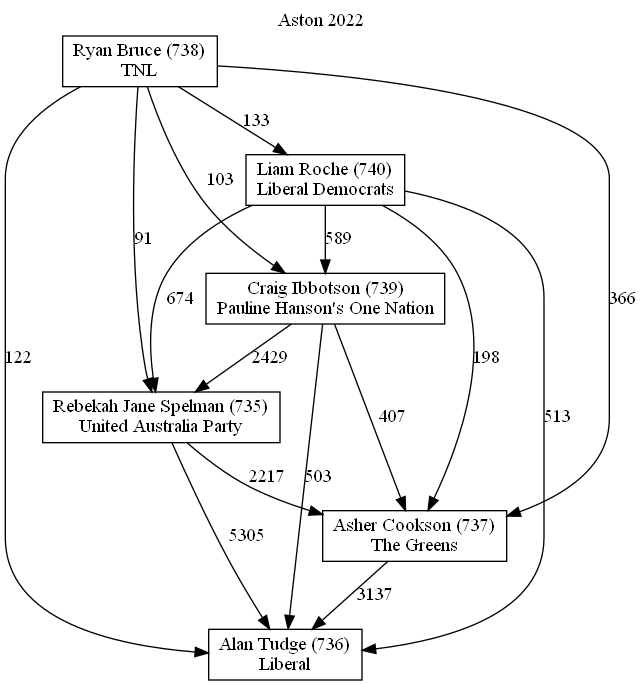 Aston 2022
Ryan Bruce (738)
TNL
133
Liam Roche (740)
Liberal Democrats
103
91
589
Craig Ibbotson (739)
Pauline Hanson's One Nation
674
366
122
2429
198
Rebekah Jane Spelman (735)
United Australia Party
407
513
2217
503
Asher Cookson (737)
The Greens
5305
3137
Alan Tudge (736)
Liberal